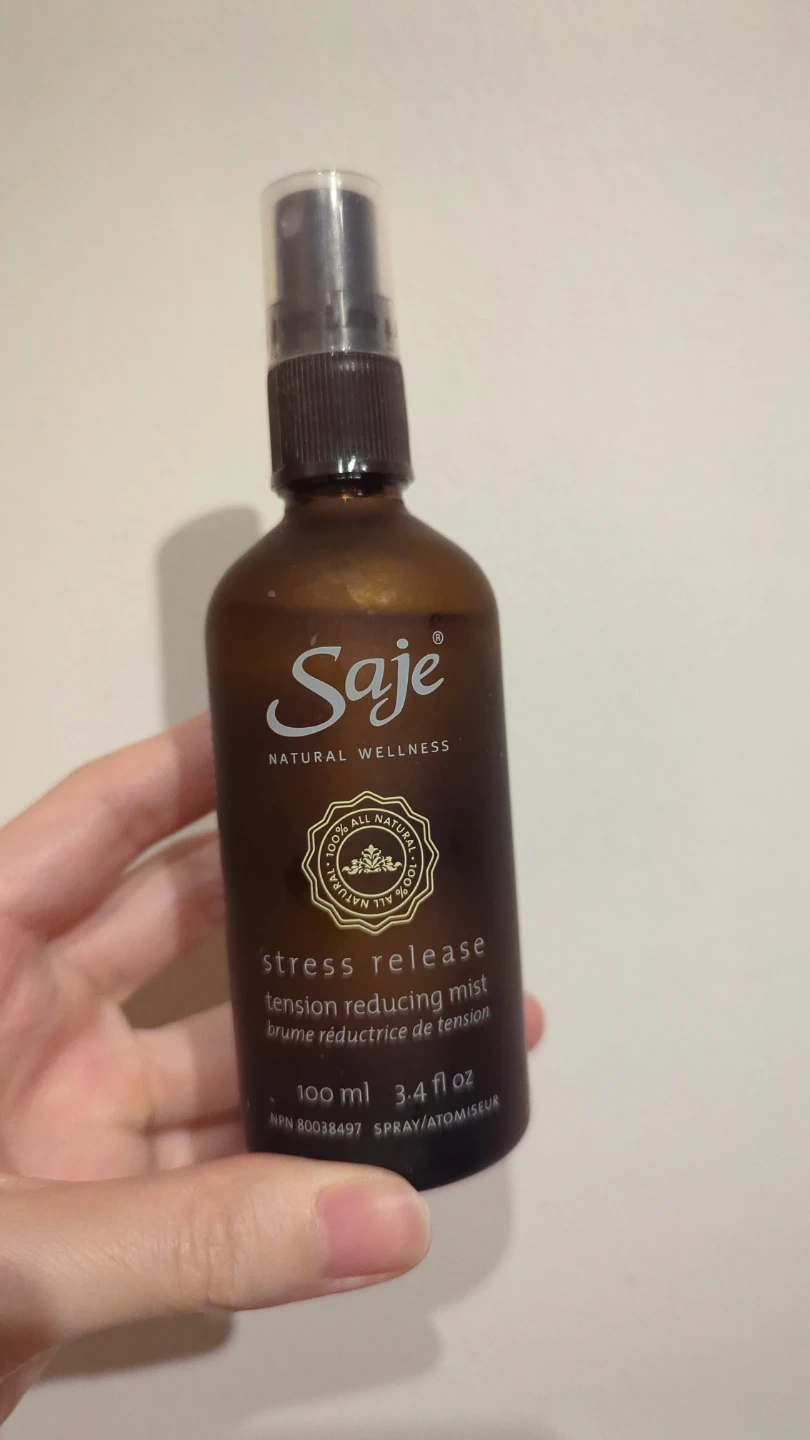 Saje®
NATURAL WELLNESS
100% ALL NATURAL · 100% ALL NATURAL ·
stress release
tension reducing mist
brume réductrice de tension
100 ml 3.4 fl oz
NPN 80038497 SPRAY/ATOMISEUR